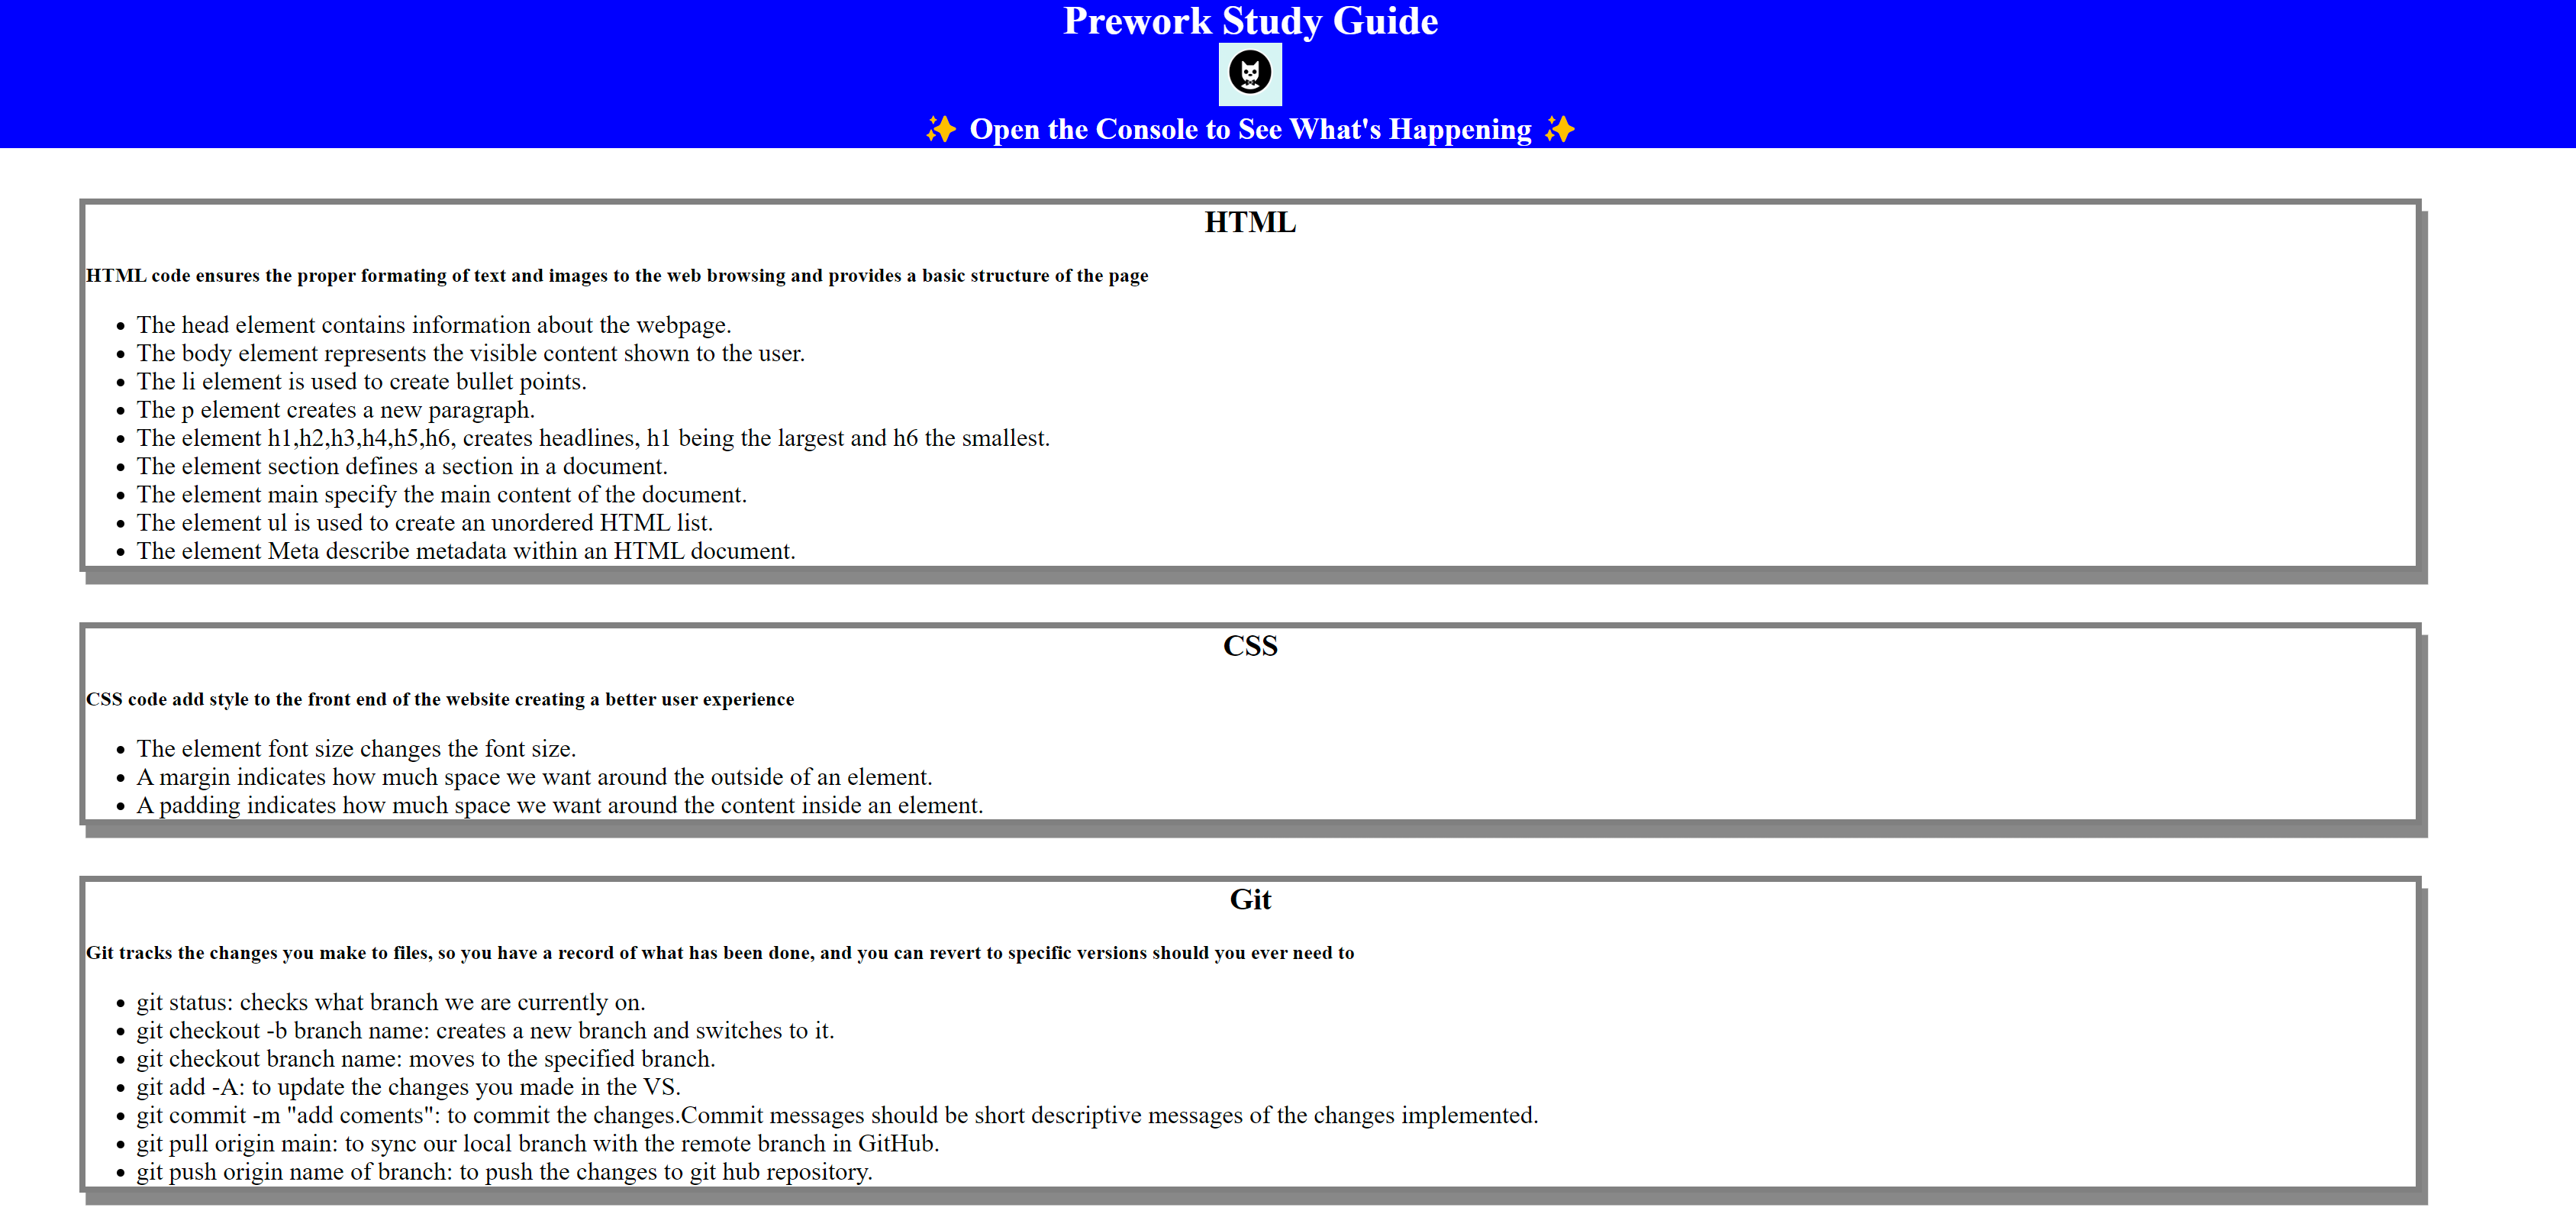 Prework Study Guide
✨ Open the Console to See What's Happening ✨
HTML
HTML code ensures the proper formating of text and images to the web browsing and provides a basic structure of the page
• The head element contains information about the webpage.
• The body element represents the visible content shown to the user.
• The li element is used to create bullet points.
• The p element creates a new paragraph.
• The element h1,h2,h3,h4,h5,h6, creates headlines, h1 being the largest and h6 the smallest.
• The element section defines a section in a document.
• The element main specify the main content of the document.
• The element ul is used to create an unordered HTML list.
• The element Meta describe metadata within an HTML document.
CSS
CSS code add style to the front end of the website creating a better user experience
• The element font size changes the font size.
• A margin indicates how much space we want around the outside of an element.
• A padding indicates how much space we want around the content inside an element.
Git
Git tracks the changes you make to files, so you have a record of what has been done, and you can revert to specific versions should you ever need to
• git status: checks what branch we are currently on.
• git checkout -b branch name: creates a new branch and switches to it.
• git checkout branch name: moves to the specified branch.
• git add -A: to update the changes you made in the VS.
• git commit -m "add coments": to commit the changes.Commit messages should be short descriptive messages of the changes implemented.
• git pull origin main: to sync our local branch with the remote branch in GitHub.
• git push origin name of branch: to push the changes to git hub repository.